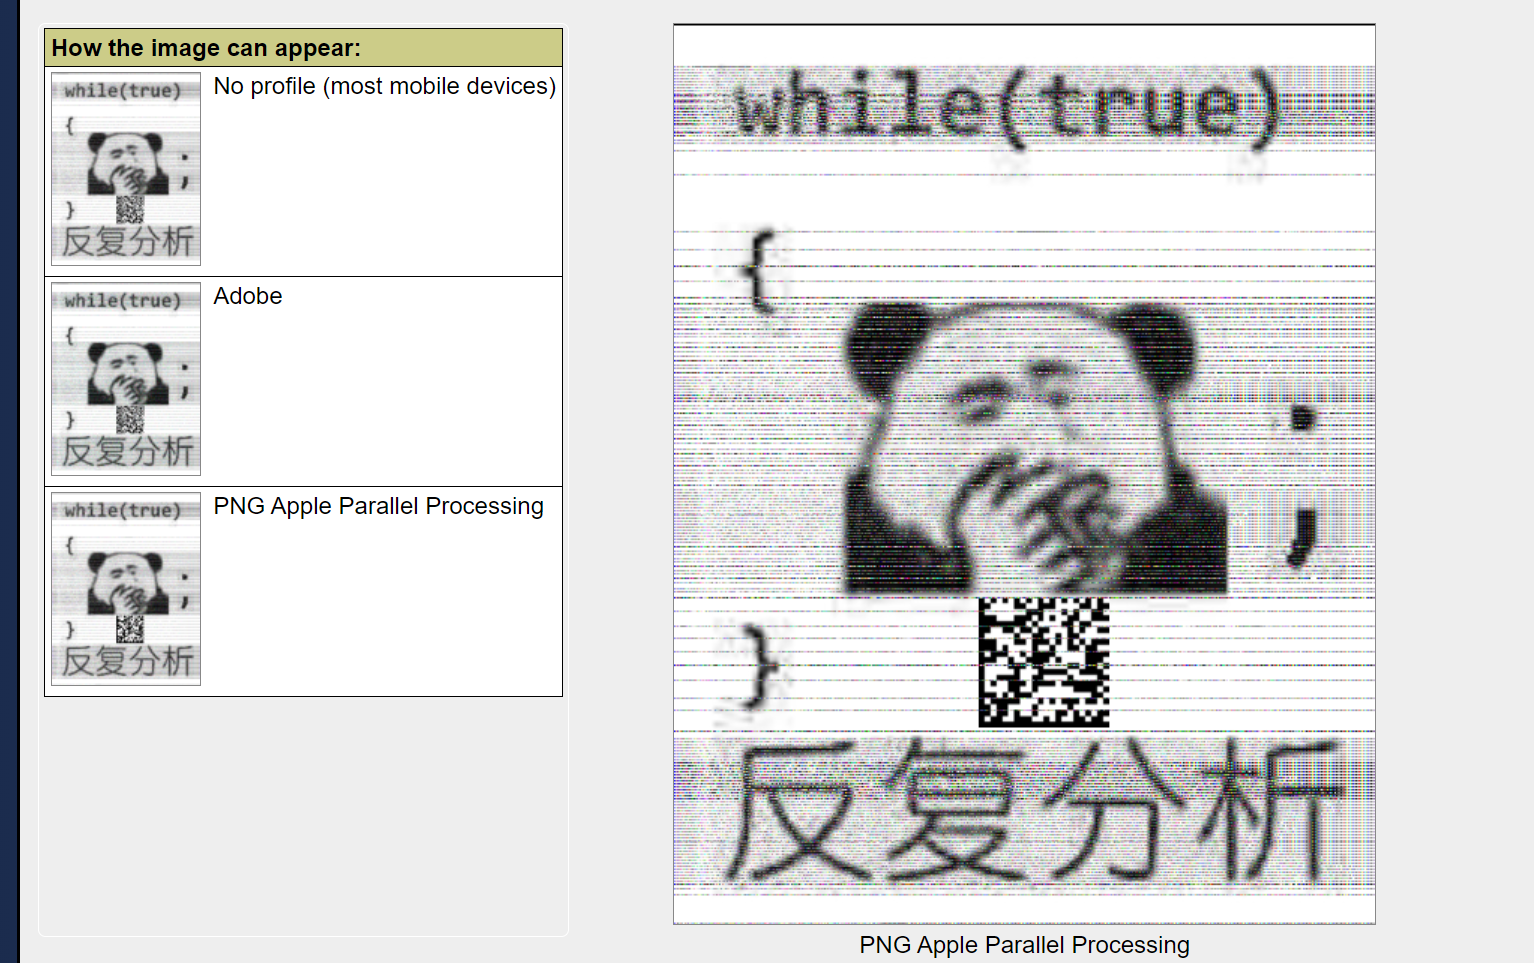 How the image can appear:
while(true)
{
;
}
反复分析
No profile (most mobile devices)
while(true)
{
;
}
反复分析
Adobe
while(true)
{
;
}
反复分析
PNG Apple Parallel Processing
while(true)
{
;
}
反复分析
PNG Apple Parallel Processing